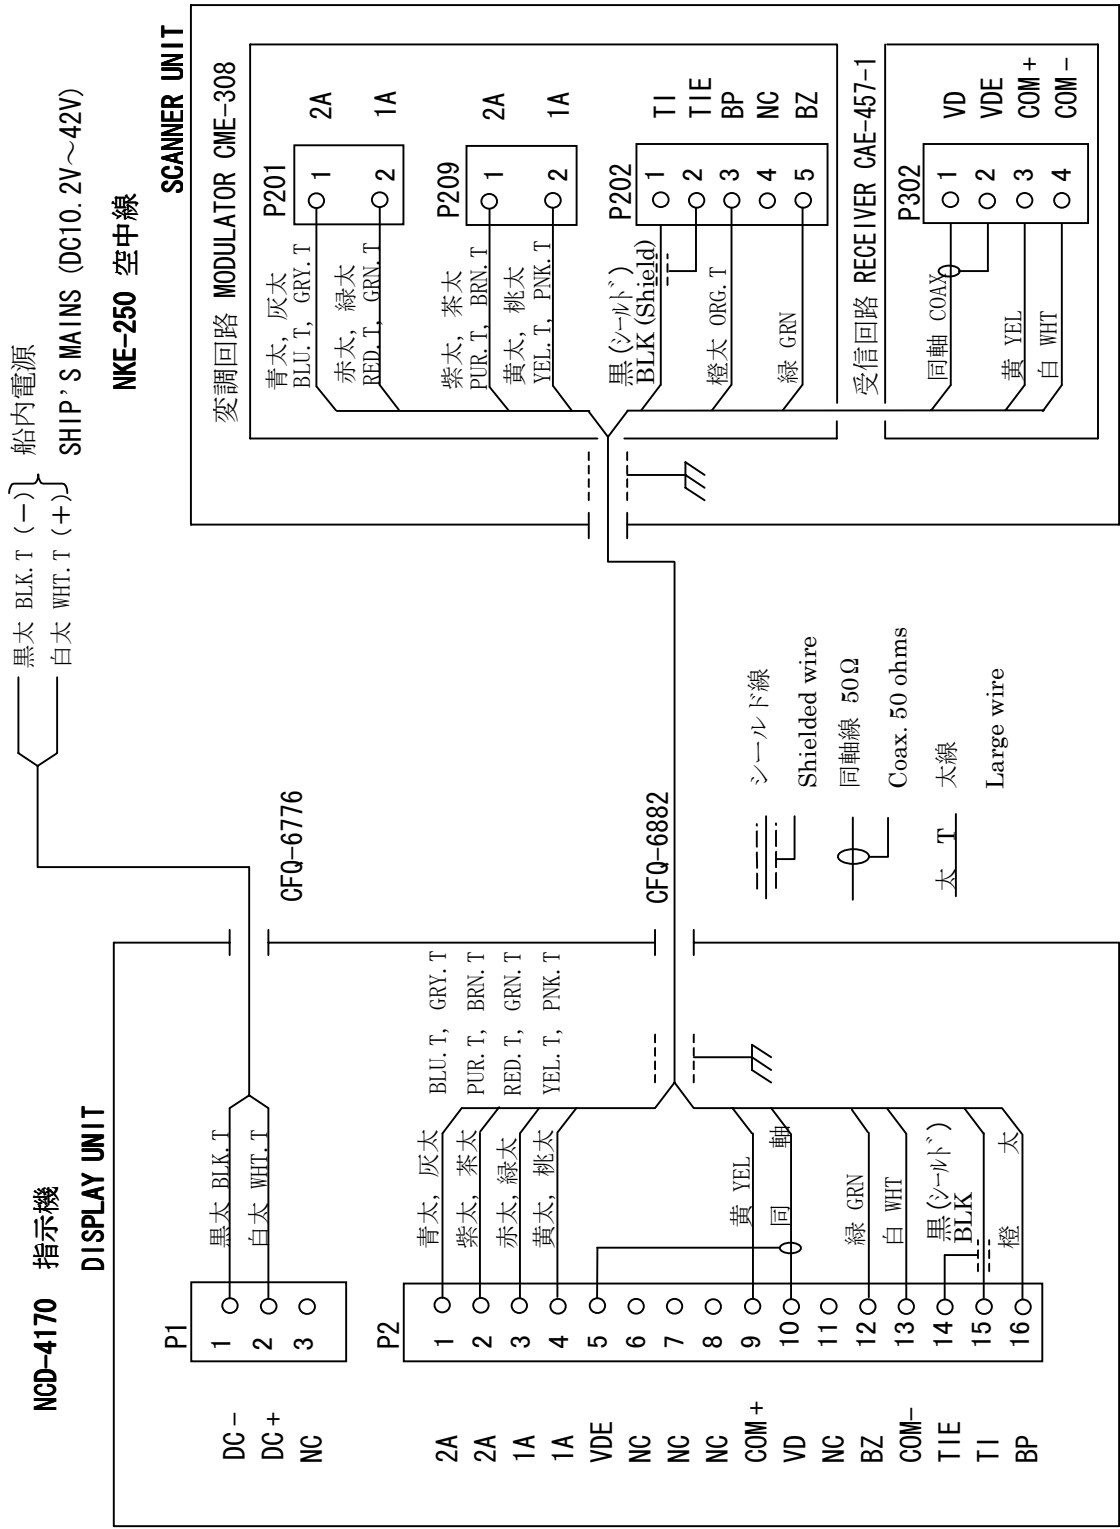 NCD-4170 指示機
DISPLAY UNIT
P1
1
2
3
DC-
DC+
NC
黒太 BLK.T
白太 WHT.T
P2
1
2
3
4
5
6
7
8
9
10
11
12
13
14
15
16
2A
2A
1A
1A
VDE
NC
NC
NC
COM+
VD
NC
BZ
COM-
TIE
TI
BP
青太, 灰太 BLU.T, GRY.T
紫太, 茶太 PUR.T, BRN.T
赤太, 緑太 RED.T, GRN.T
黄太, 桃太 YEL.T, PNK.T
黄 YEL
同 軸
緑 GRN
白 WHT
黒(シールド)
BLK
橙 太
黒太 BLK.T (－)
白太 WHT.T (＋)
船内電源
SHIP'S MAINS (DC10.2V～42V)
CFQ-6776
CFQ-6882
シールド線
Shielded wire
同軸線 50Ω
Coax. 50 ohms
太 T
太線
Large wire
NKE-250 空中線
SCANNER UNIT
変調回路 MODULATOR CME-308
P201
1
2
2A
1A
青太, 灰太
BLU.T, GRY.T
赤太, 緑太
RED.T, GRN.T
P209
1
2
2A
1A
紫太, 茶太
PUR.T, BRN.T
黄太, 桃太
YEL.T, PNK.T
P202
1
2
3
4
5
TI
TIE
BP
NC
BZ
黒(シールド)
BLK(Shield)
橙太 ORG.T
緑 GRN
受信回路 RECEIVER CAE-457-1
P302
1
2
3
4
VD
VDE
COM+
COM-
同軸 COAX
黄 YEL
白 WHT